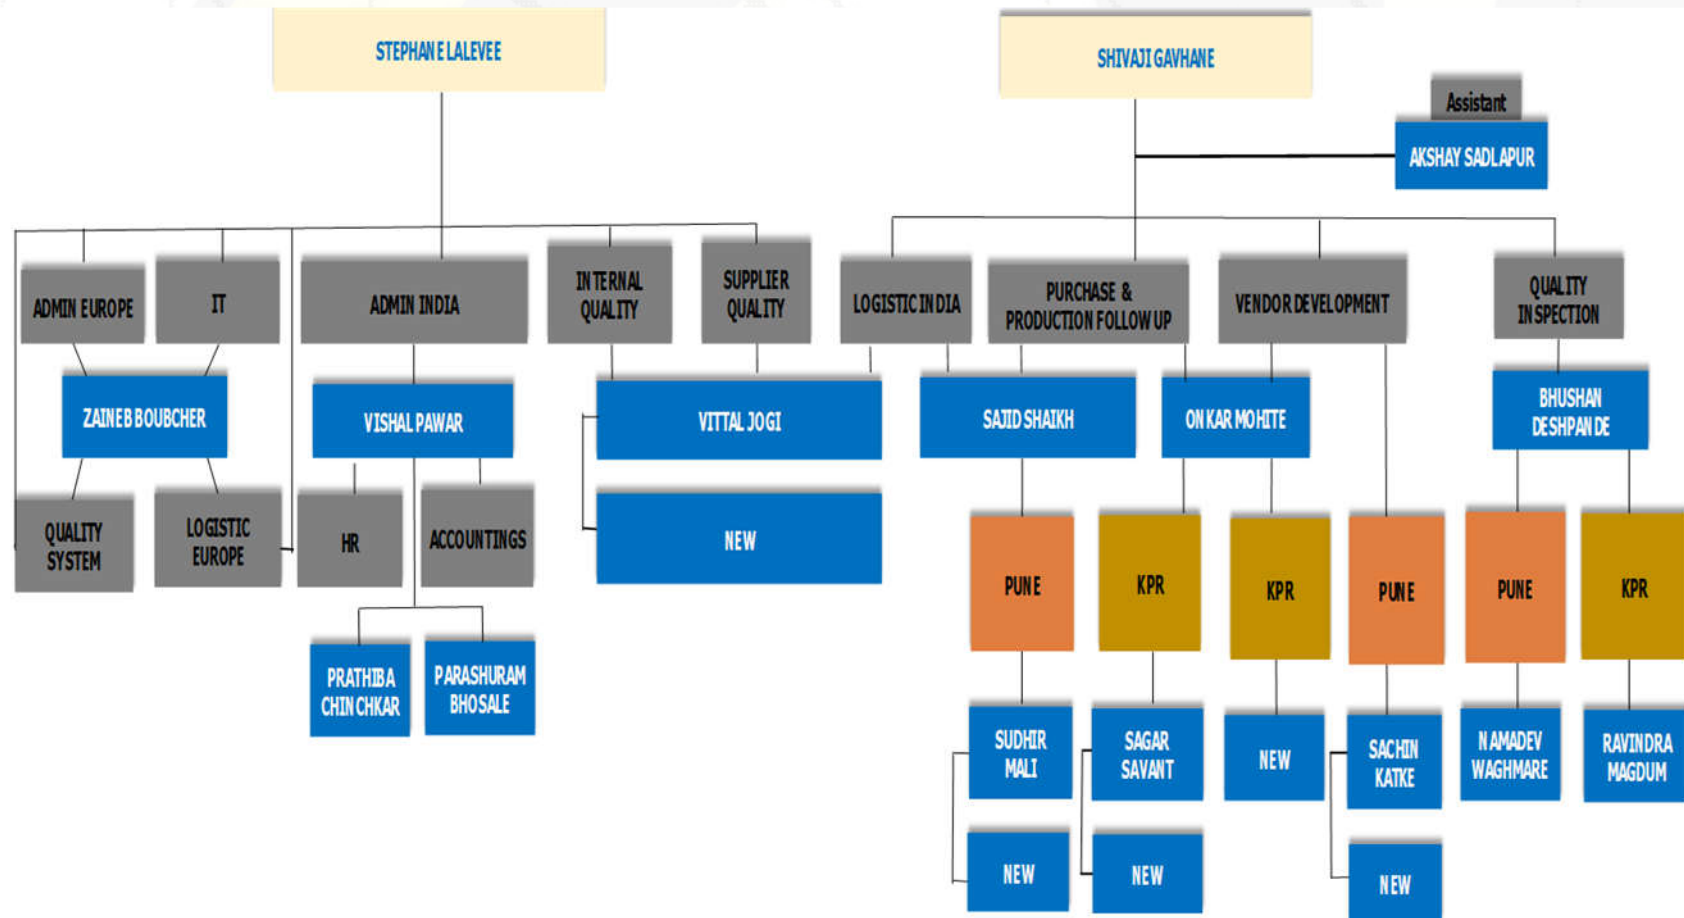 STEPHANE LALEVEE
SHIVAJI GAVHANE
Assistant
AKSHAY SADLAPUR
ADMIN EUROPE
IT
ADMIN INDIA
INTERNAL
QUALITY
SUPPLIER
QUALITY
LOGISTIC INDIA
PURCHASE &
PRODUCTION FOLLOW UP
VENDOR DEVELOPMENT
QUALITY
INSPECTION
ZAINEB BOUBCHER
VISHAL PAWAR
VITTAL JOGI
SAJID SHAIKH
ONKAR MOHITE
BHUSHAN
DESHPANDE
QUALITY
SYSTEM
LOGISTIC
EUROPE
HR
ACCOUNTINGS
NEW
PUNE
KPR
KPR
PUNE
PUNE
KPR
PRATHIBA
CHINCHKAR
PARASHURAM
BHOSALE
SUDHIR
MALI
SAGAR
SAVANT
NEW
SACHIN
KATKE
NAMADEV
WAGHMARE
RAVINDRA
MAGDUM
NEW
NEW
NEW